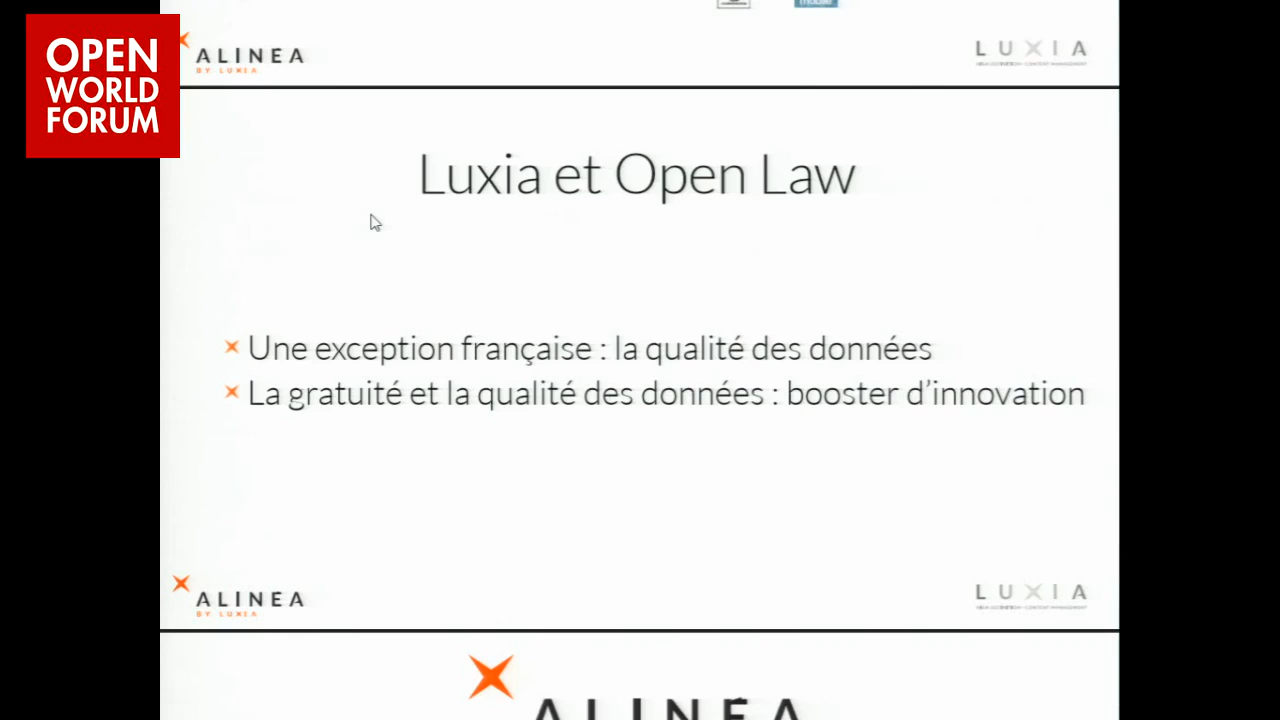 OPEN
WORLD
FORUM
ALINEA
BY LUXIA
LUXIA
Luxia et Open Law
Une exception française : la qualité des données
La gratuité et la qualité des données : booster d’innovation
ALINEA
BY LUXIA
LUXIA
ALINEA